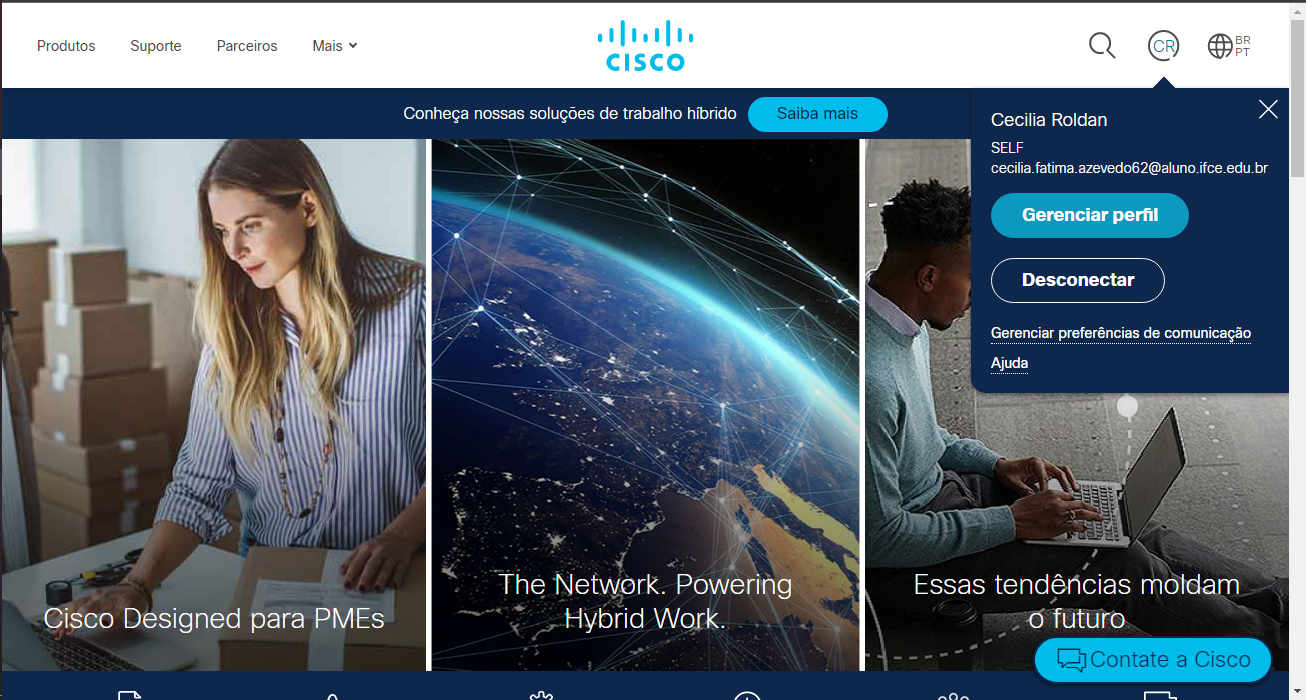 Produtos
Suporte
Parceiros
Mais
CISCO
CR
BR
PT
Conheça nossas soluções de trabalho híbrido
Saiba mais
Cecilia Roldan
SELF
cecilia.fatima.azevedo62@aluno.ifce.edu.br
Gerenciar perfil
Desconectar
Gerenciar preferências de comunicação
Ajuda
Cisco Designed para PMEs
The Network. Powering
Hybrid Work.
Essas tendências moldam
o futuro
Contate a Cisco